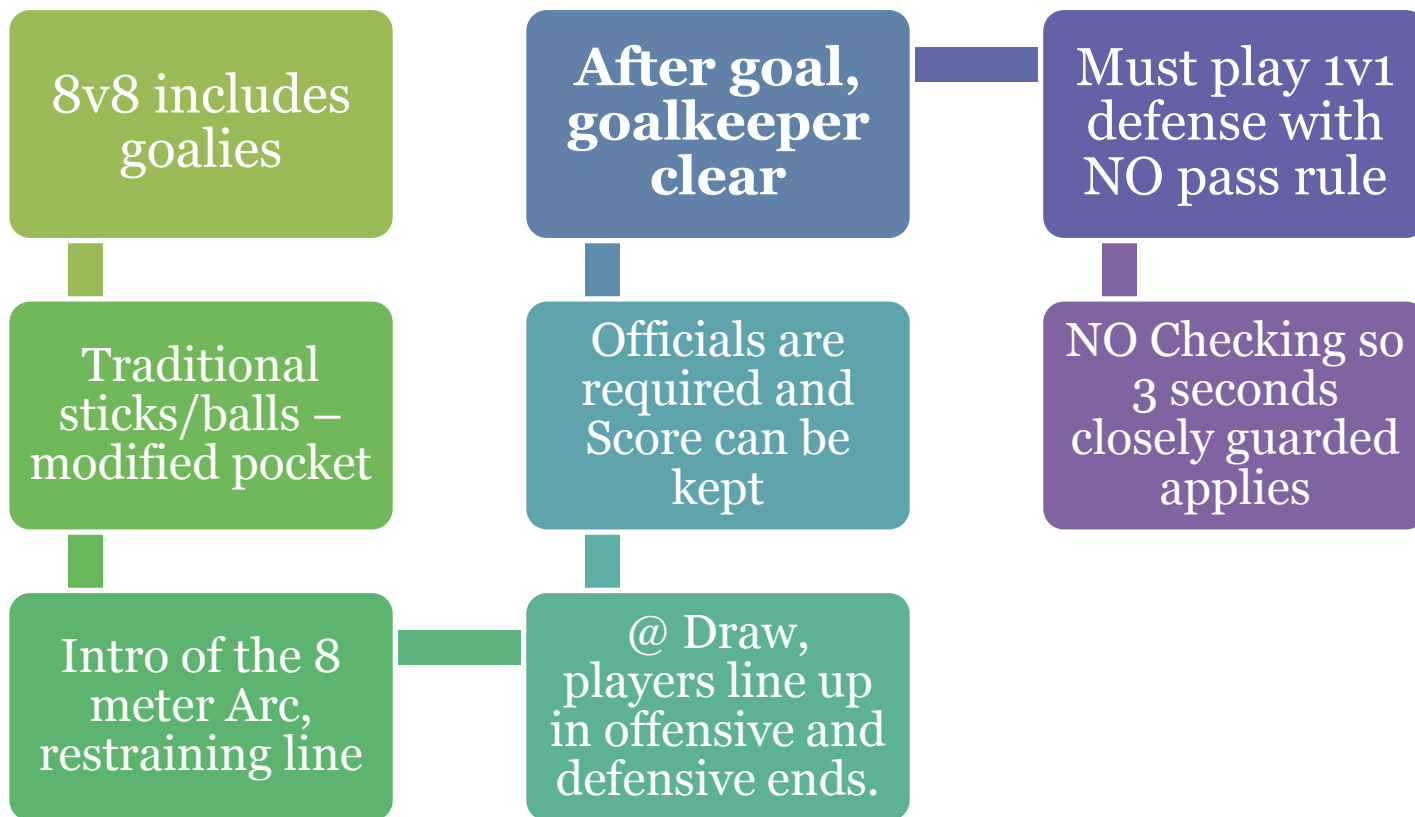 8v8 includes
goalies
Traditional
sticks/balls –
modified pocket
Intro of the 8
meter Arc,
restraining line
@ Draw,
players line up
in offensive and
defensive ends.
Officials are
required and
Score can be
kept
After goal,
goalkeeper
clear
Must play 1v1
defense with
NO pass rule
NO Checking so
3 seconds
closely guarded
applies